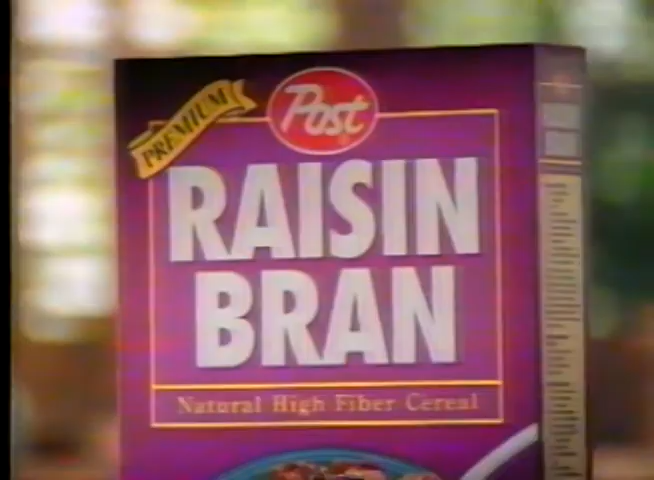 PREMIUM
Post
RAISIN
BRAN
Natural High Fiber Cereal